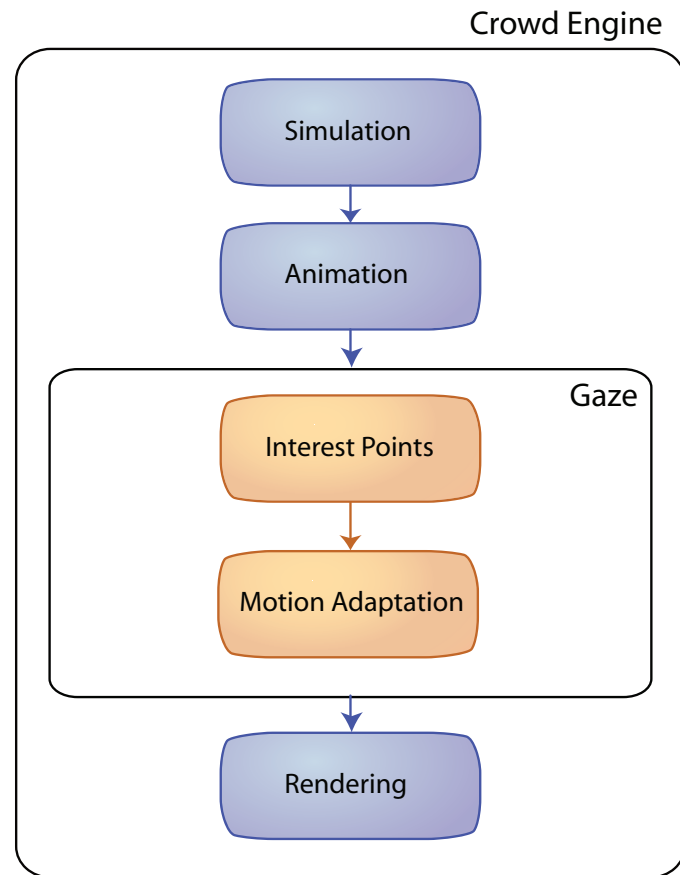 Crowd Engine
Simulation
Animation
Gaze
Interest Points
Motion Adaptation
Rendering